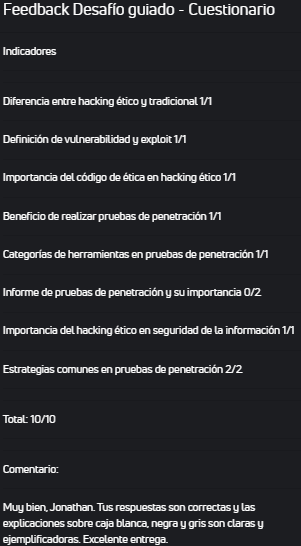 Feedback Desafío guiado - Cuestionario
Indicadores
Diferencia entre hacking ético y tradicional 1/1
Definición de vulnerabilidad y exploit 1/1
Importancia del código de ética en hacking ético 1/1
Beneficio de realizar pruebas de penetración 1/1
Categorías de herramientas en pruebas de penetración 1/1
Informe de pruebas de penetración y su importancia 0/2
Importancia del hacking ético en seguridad de la información 1/1
Estrategias comunes en pruebas de penetración 2/2
Total: 10/10
Comentario:
Muy bien, Jonathan. Tus respuestas son correctas y las
explicaciones sobre caja blanca, negra y gris son claras y
ejemplificadoras. Excelente entrega.